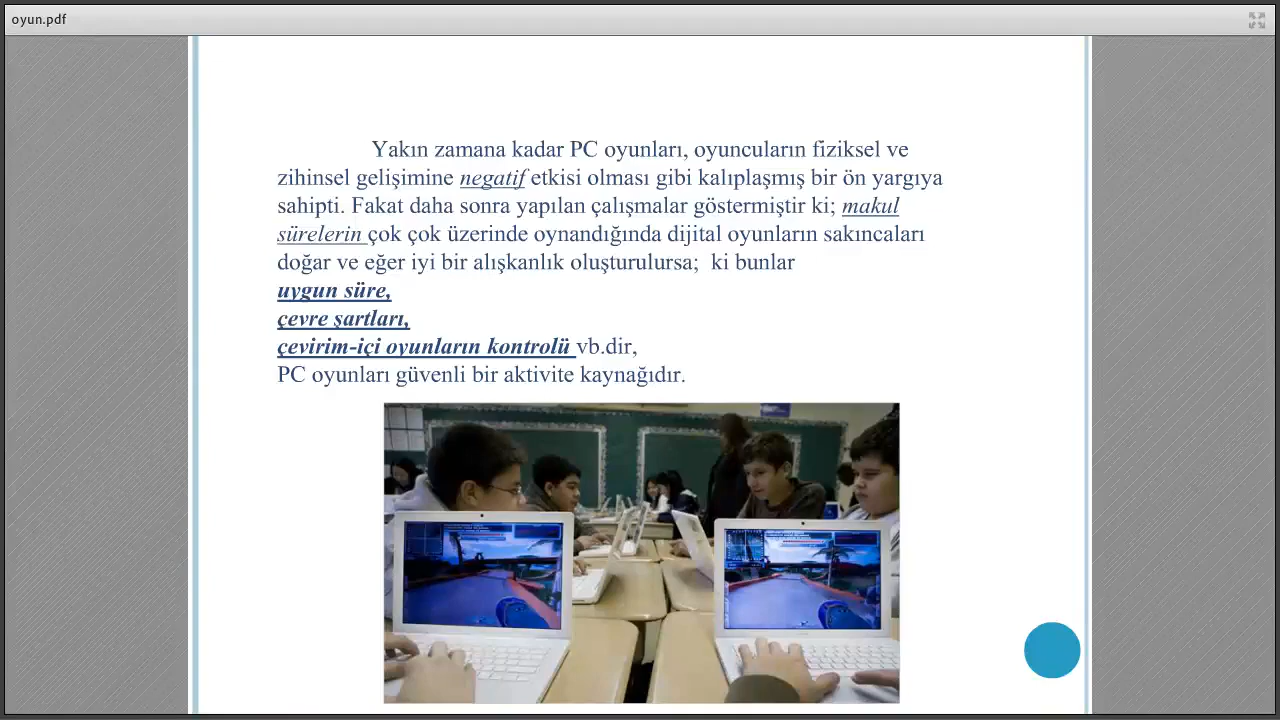 oyun.pdf
Yakın zamana kadar PC oyunları, oyuncuların fiziksel ve
zihinsel gelişimine negatif etkisi olması gibi kalıplaşmış bir ön yargıya
sahipti. Fakat daha sonra yapılan çalışmalar göstermiştir ki; makul
sürelerin çok çok üzerinde oynandığında dijital oyunların sakıncaları
doğar ve eğer iyi bir alışkanlık oluşturulursa; ki bunlar
uygun süre,
çevre şartları,
çevirim-içi oyunların kontrolü vb.dir,
PC oyunları güvenli bir aktivite kaynağıdır.